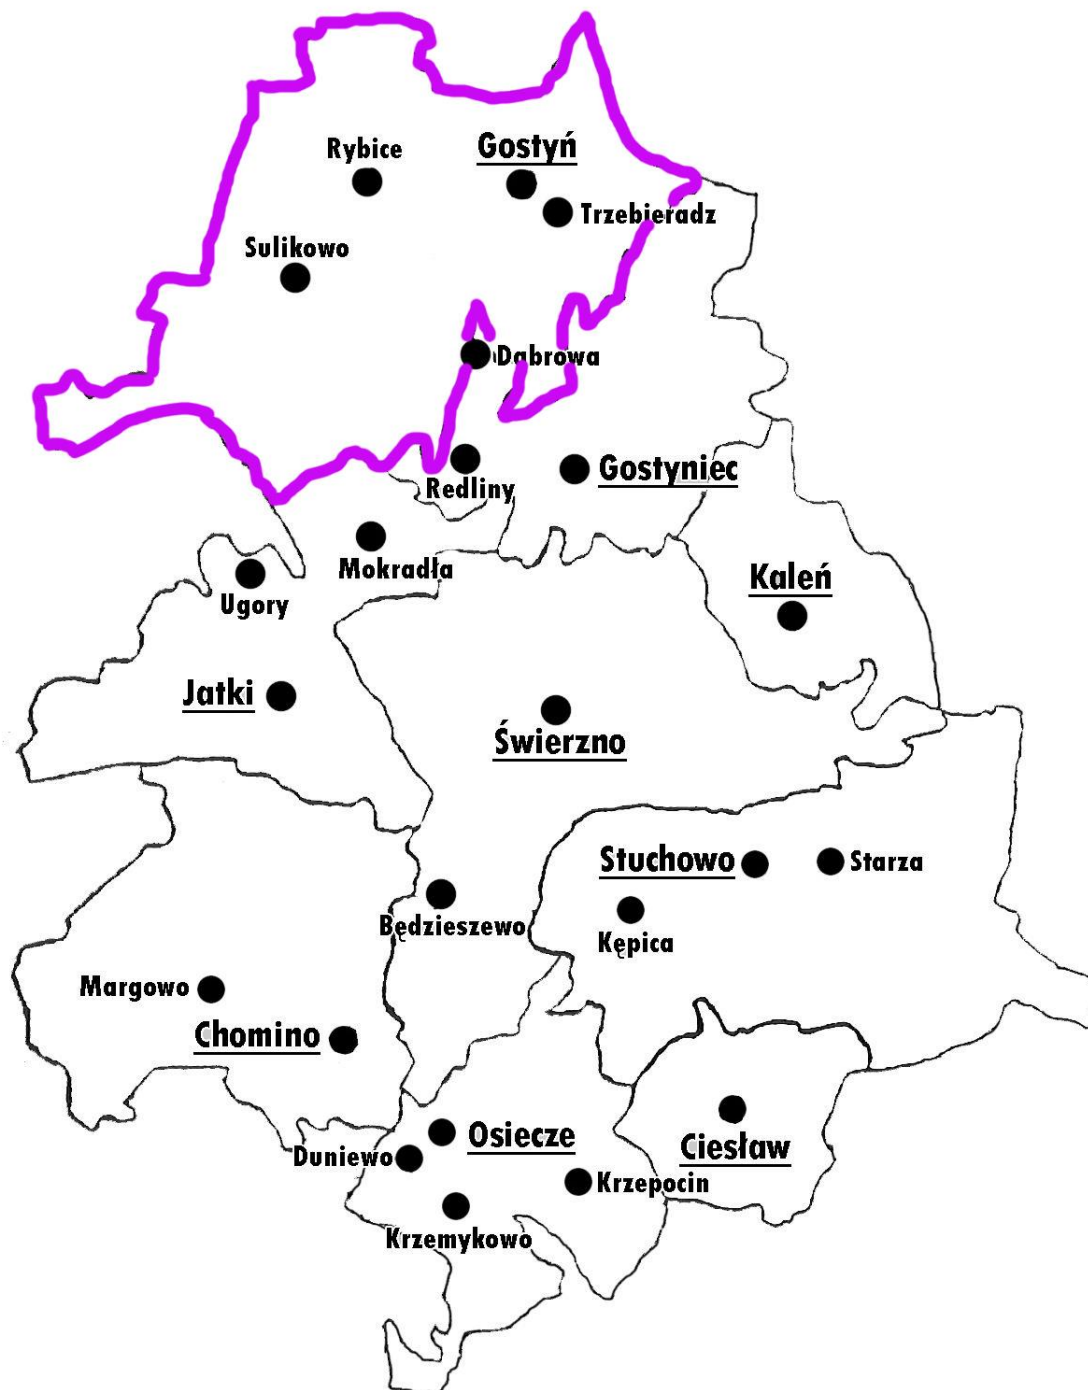 Rybice
Gostyń
Trzebieradz
Sulikowo
Dąbrowa
Gostyniec
Redliny
Mokradła
Kaleń
Ugory
Jatki
Świerzno
Stuchowo
Starza
Będzieszewo
Kępica
Margowo
Chomino
Osiecze
Ciesław
Duniewo
Krzepocin
Krzemykowo